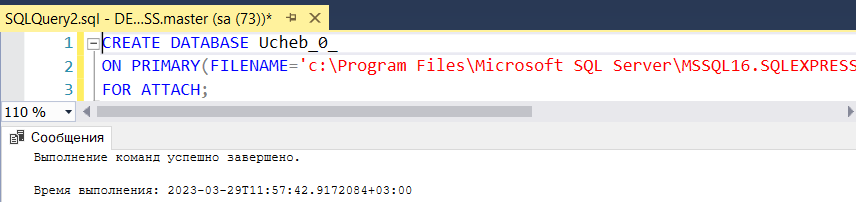 SQLQuery2.sql - DE...SS.master (sa (73))*
1 CREATE DATABASE Ucheb_0_
2 ON PRIMARY(FILENAME='c:\Program Files\Microsoft SQL Server\MSSQL16.SQLEXPRESS
3 FOR ATTACH;
110 %
Сообщения
Выполнение команд успешно завершено.
Время выполнения: 2023-03-29T11:57:42.9172084+03:00